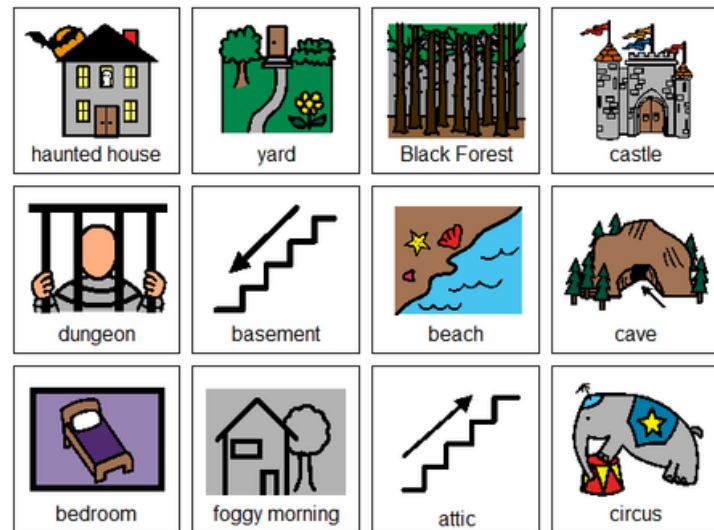 haunted house
yard
Black Forest
castle
dungeon
basement
beach
cave
bedroom
foggy morning
attic
circus